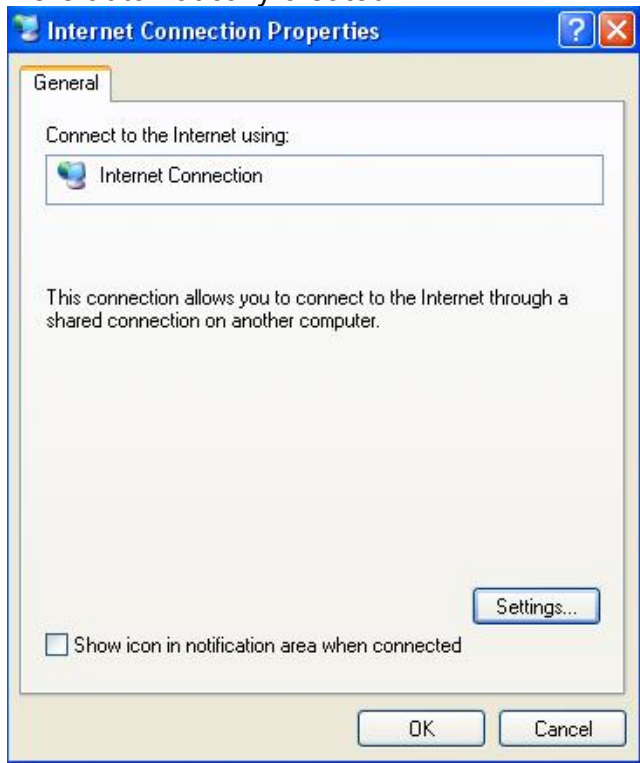 Internet Connection Properties
General
Connect to the Internet using:
Internet Connection
This connection allows you to connect to the Internet through a
shared connection on another computer.
Settings...
Show icon in notification area when connected
OK
Cancel